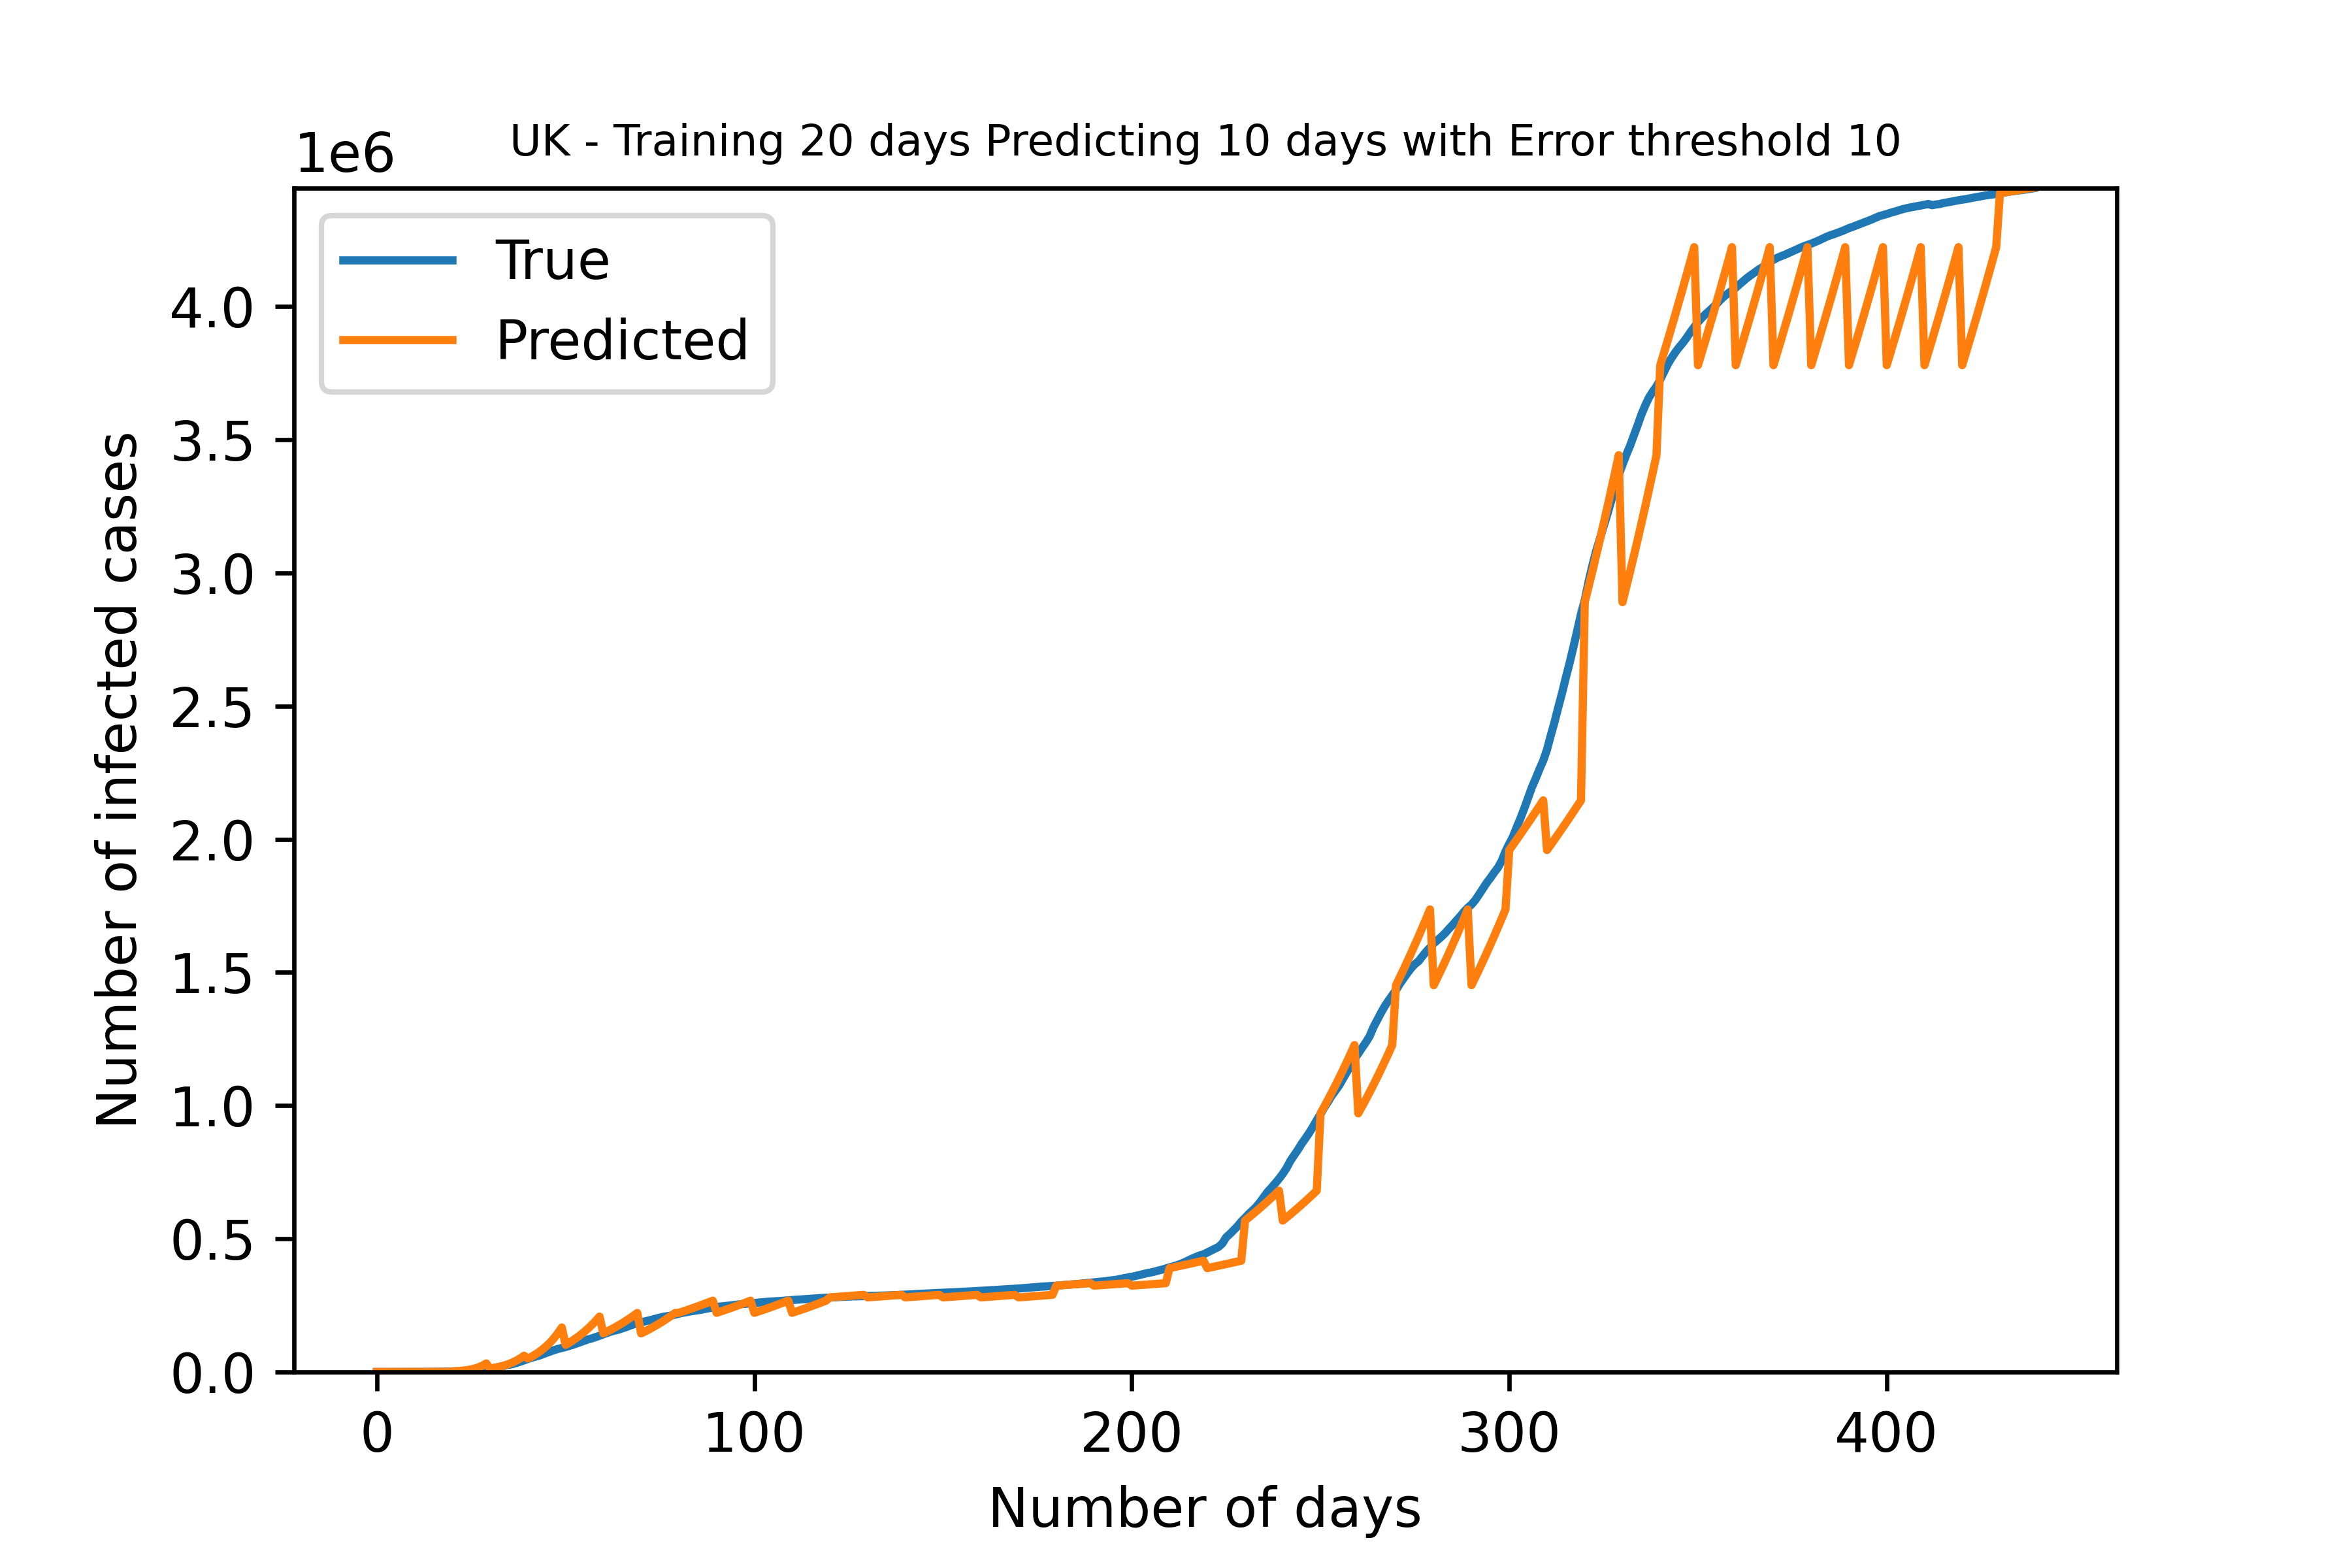 UK - Training 20 days Predicting 10 days with Error threshold 10
1e6
True
Predicted
4.0
3.5
3.0
2.5
2.0
1.5
1.0
0.5
0.0
Number of infected cases
0 100 200 300 400
Number of days